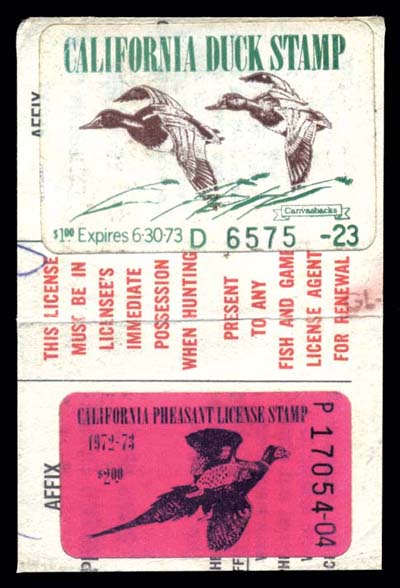 CALIFORNIA DUCK STAMP
AFFIX
Canvasbacks
$1.00 Expires 6·30·73 D 6575 -23
THIS LICENSE
MUST BE IN
LICENSEE'S
IMMEDIATE
POSSESSION
WHEN HUNTING
PRESENT
TO ANY
FISH AND GAME
LICENSE AGENT
FOR RENEWAL
CALIFORNIA PHEASANT LICENSE STAMP
1972-73
$2.00
P 17054-04
AFFIX